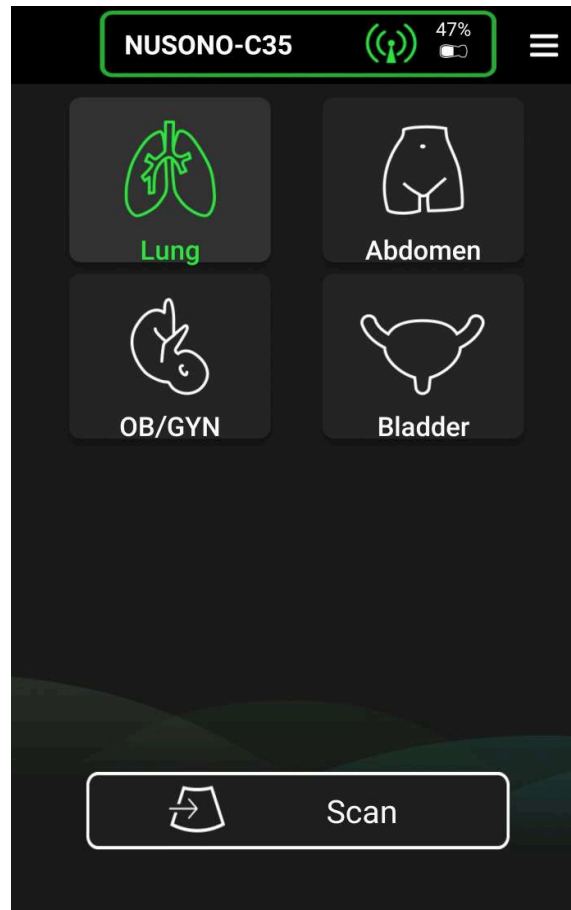 NUSONO-C35
47%
Lung
Abdomen
OB/GYN
Bladder
Scan